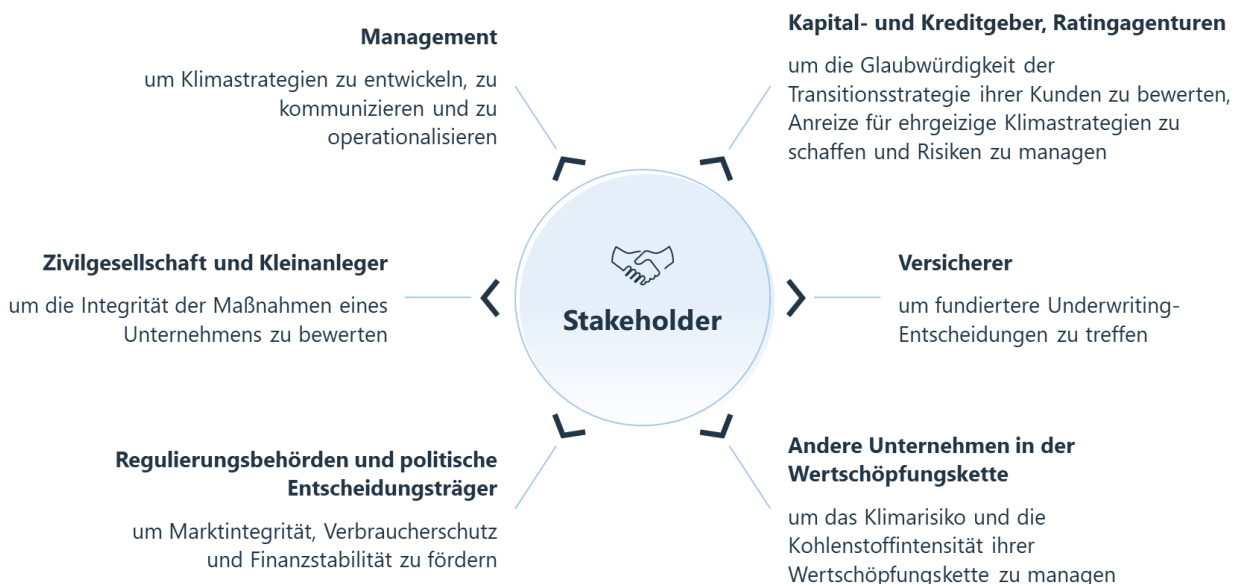 Management
um Klimastrategien zu entwickeln, zu
kommunizieren und zu
operationalisieren
Kapital- und Kreditgeber, Ratingagenturen
um die Glaubwürdigkeit der
Transitionsstrategie ihrer Kunden zu bewerten,
Anreize für ehrgeizige Klimastrategien zu
schaffen und Risiken zu managen
Zivilgesellschaft und Kleinanleger
um die Integrität der Maßnahmen eines
Unternehmens zu bewerten
Stakeholder
Versicherer
um fundiertere Underwriting-
Entscheidungen zu treffen
Regulierungsbehörden und politische
Entscheidungsträger
um Marktintegrität, Verbraucherschutz
und Finanzstabilität zu fördern
Andere Unternehmen in der
Wertschöpfungskette
um das Klimarisiko und die
Kohlenstoffintensität ihrer
Wertschöpfungskette zu managen